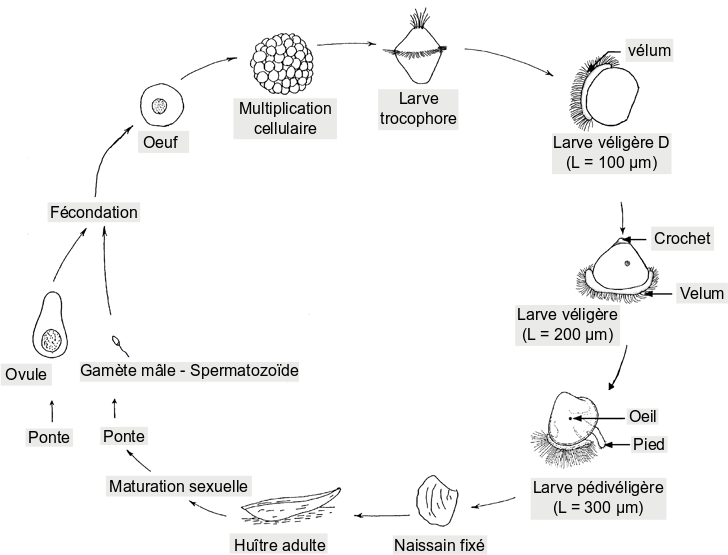 Oeuf
Multiplication
cellulaire
Larve
trocophore
vélum
Larve véligère D
(L = 100 µm)
Crochet
Velum
Larve véligère
(L = 200 µm)
Oeil
Pied
Larve pédivéligère
(L = 300 µm)
Naissain fixé
Huître adulte
Maturation sexuelle
Ponte
Ponte
Gamète mâle - Spermatozoïde
Ovule
Fécondation